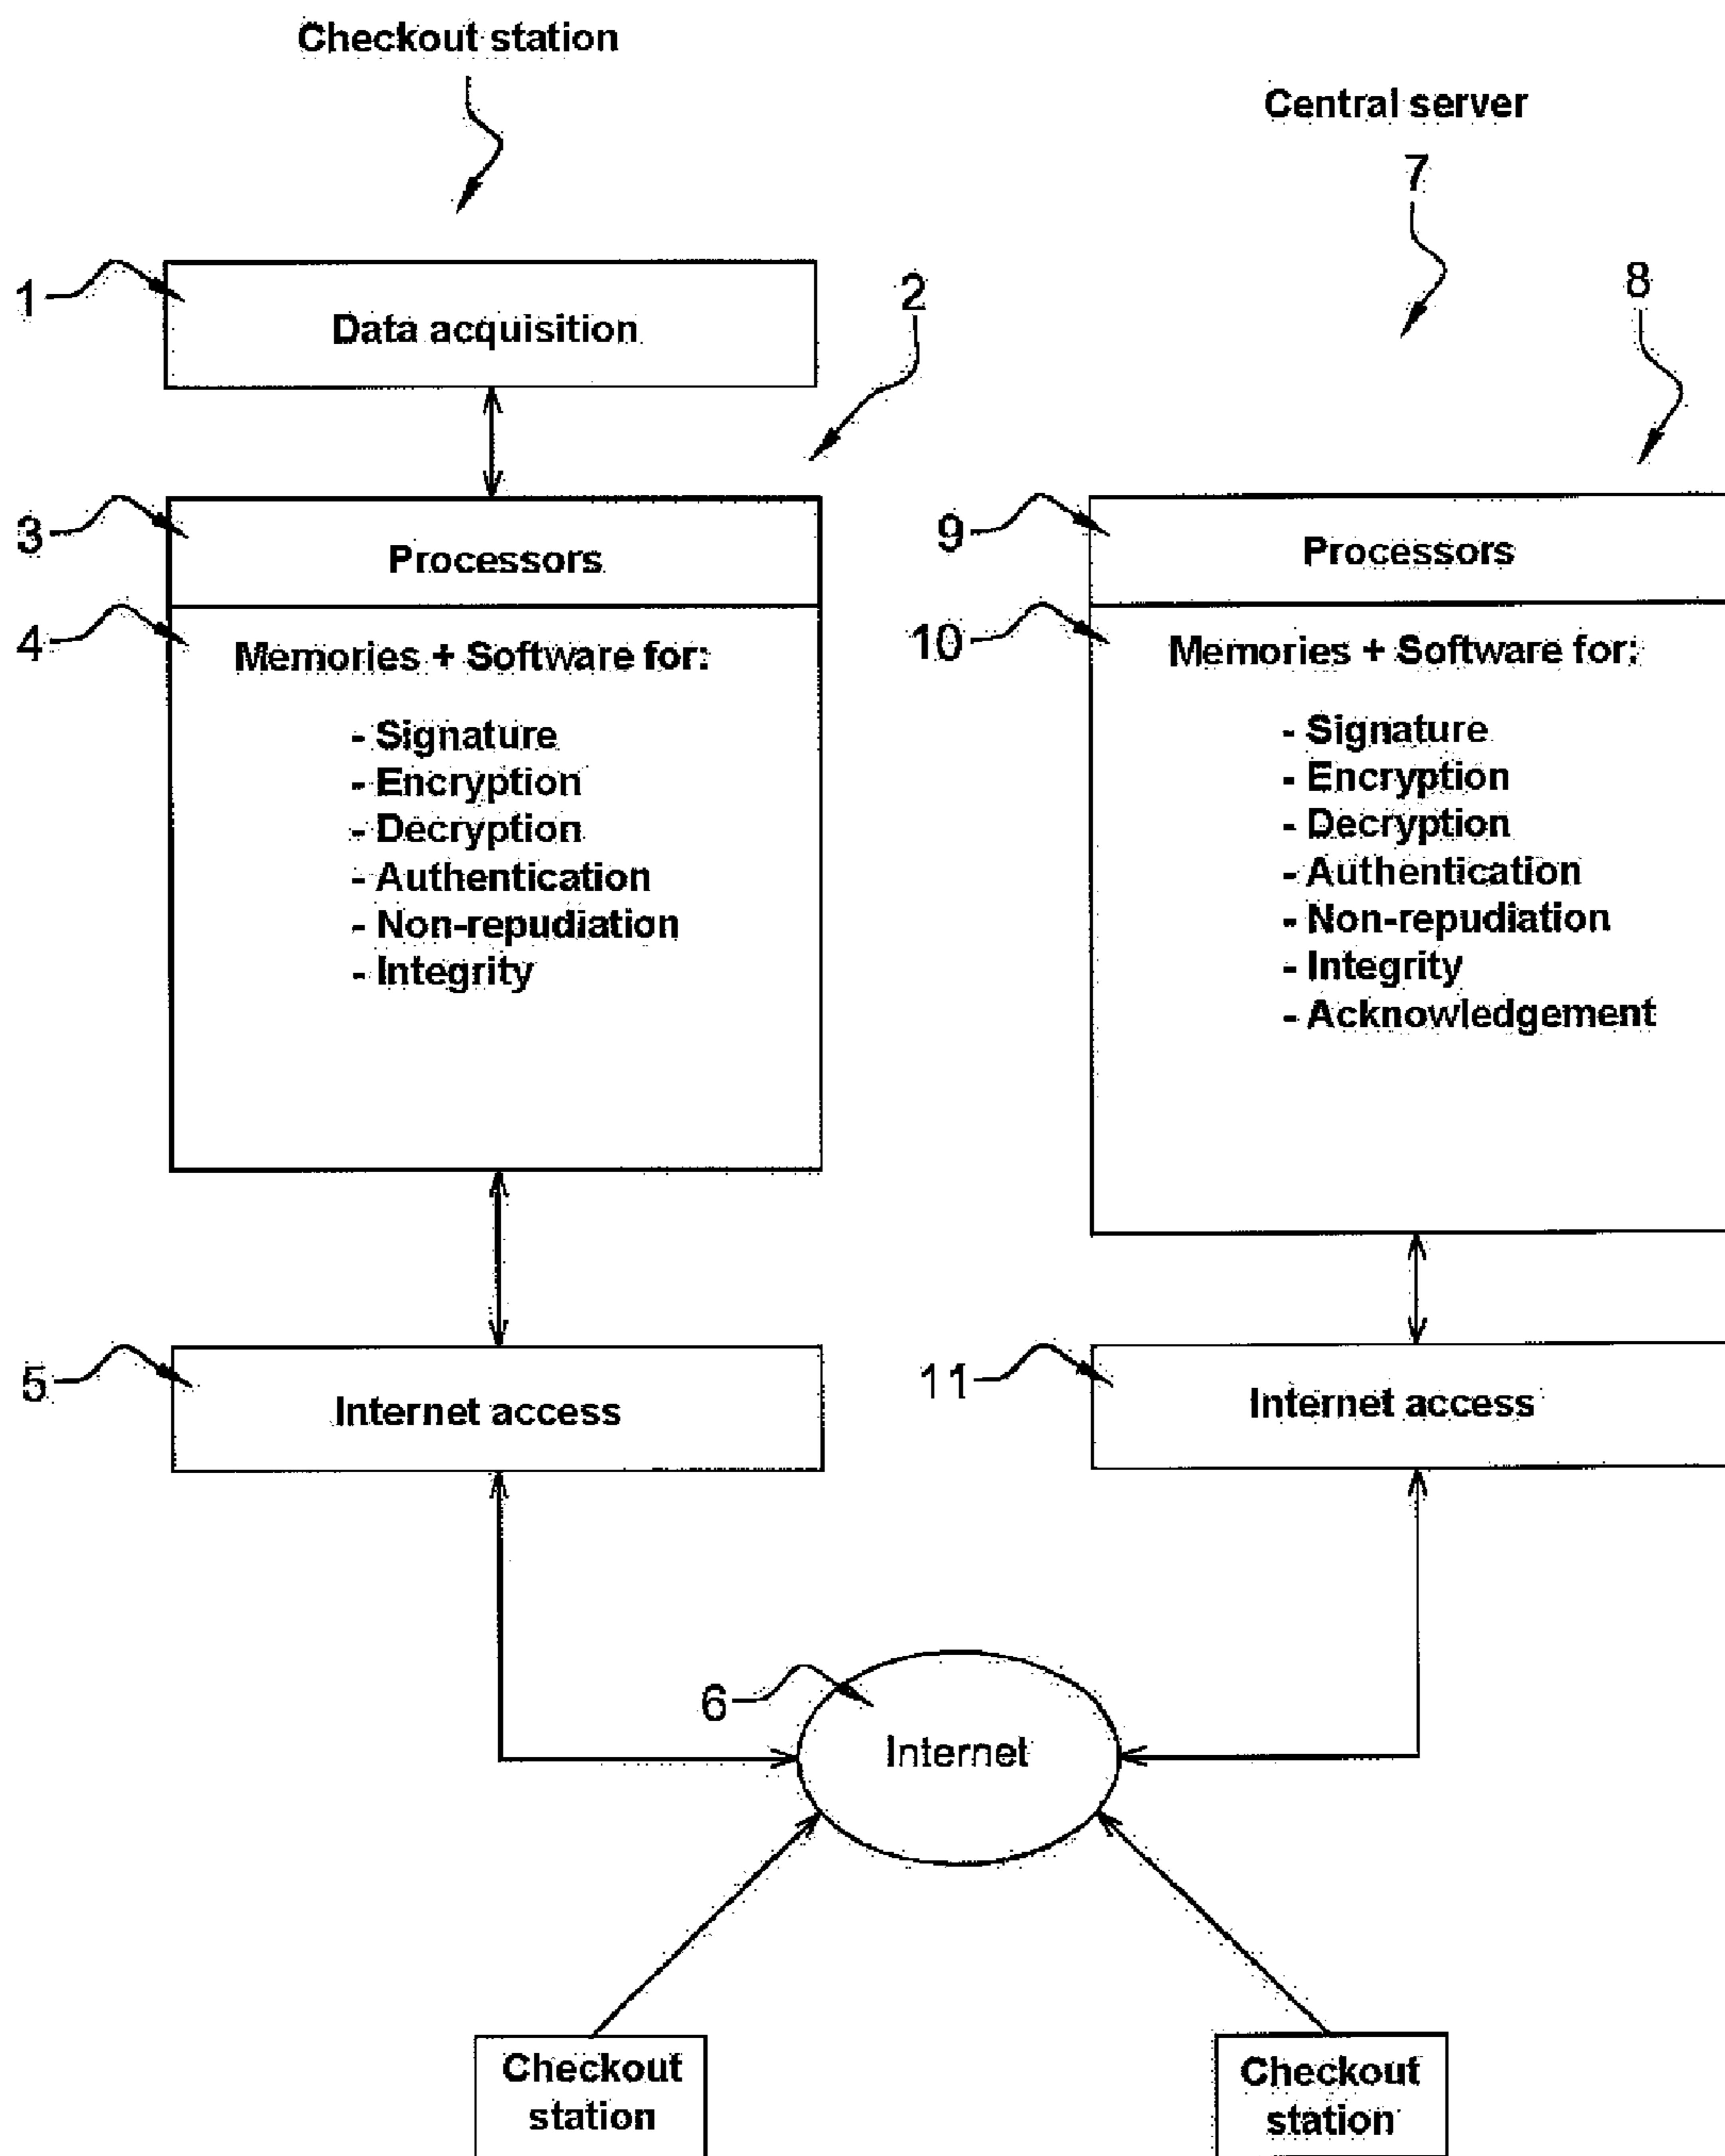 Checkout station
Central server
7
1
Data acquisition
2
8
3
Processors
9
Processors
4
Memories + Software for:
- Signature
- Encryption
- Decryption
- Authentication
- Non-repudiation
- Integrity
10
Memories + Software for:
- Signature
- Encryption
- Decryption
- Authentication
- Non-repudiation
- Integrity
- Acknowledgement
5
Internet access
11
Internet access
6
Internet
Checkout
station
Checkout
station